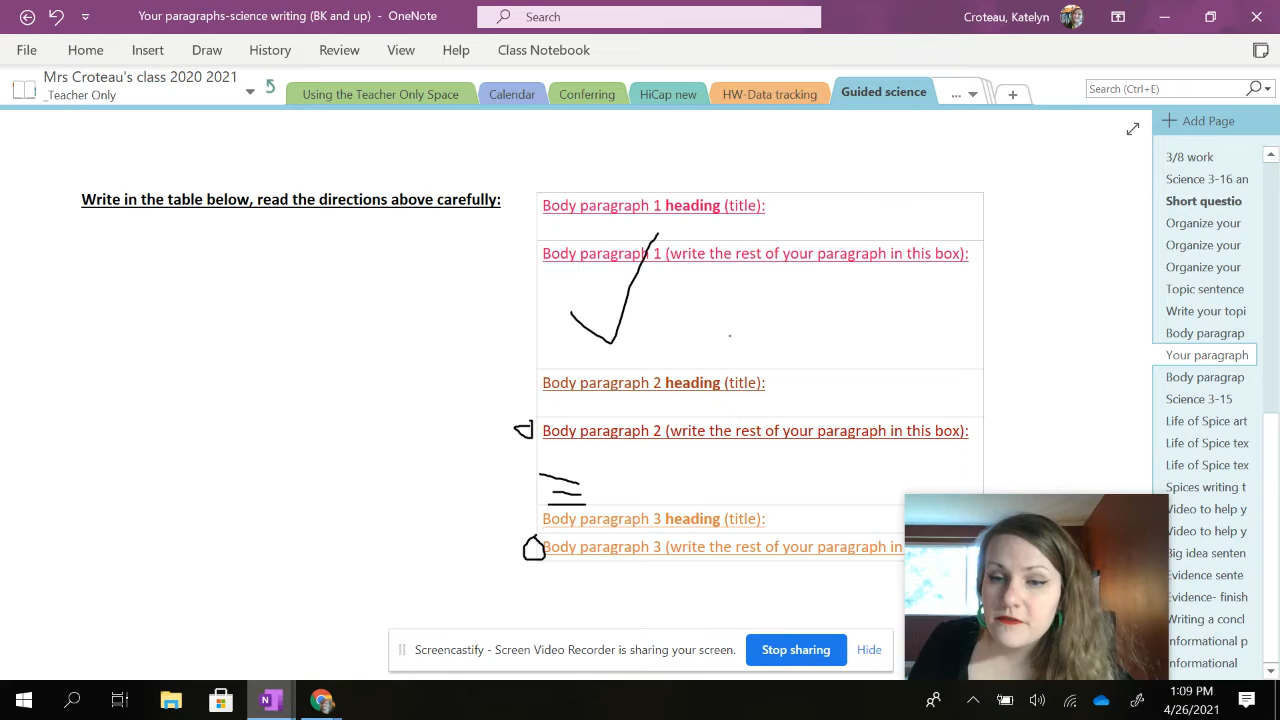 Your paragraphs-science writing (BK and up) - OneNote
Search
Croteau, Katelyn
File Home Insert Draw History Review View Help Class Notebook
Mrs Croteau's class 2020 2021
_Teacher Only
Using the Teacher Only Space
Calendar
Conferring
HiCap new
HW-Data tracking
Guided science
...
Search (Ctrl+E)
Add Page
Write in the table below, read the directions above carefully:
Body paragraph 1 heading (title):
Body paragraph 1 (write the rest of your paragraph in this box):
Body paragraph 2 heading (title):
Body paragraph 2 (write the rest of your paragraph in this box):
Body paragraph 3 heading (title):
Body paragraph 3 (write the rest of your paragraph in
3/8 work
Science 3-16 an
Short questio
Organize your
Organize your
Organize your
Topic sentence
Write your topi
Body paragrap
Your paragraph
Body paragrap
Science 3-15
Life of Spice art
Life of Spice tex
Life of Spice tex
Spices writing t
Video to help y
Video to help y
Big idea senten
Evidence sente
Evidence- finish
Writing a concl
Informational p
Informational
Screencastify - Screen Video Recorder is sharing your screen.
Stop sharing
Hide
1:09 PM
4/26/2021